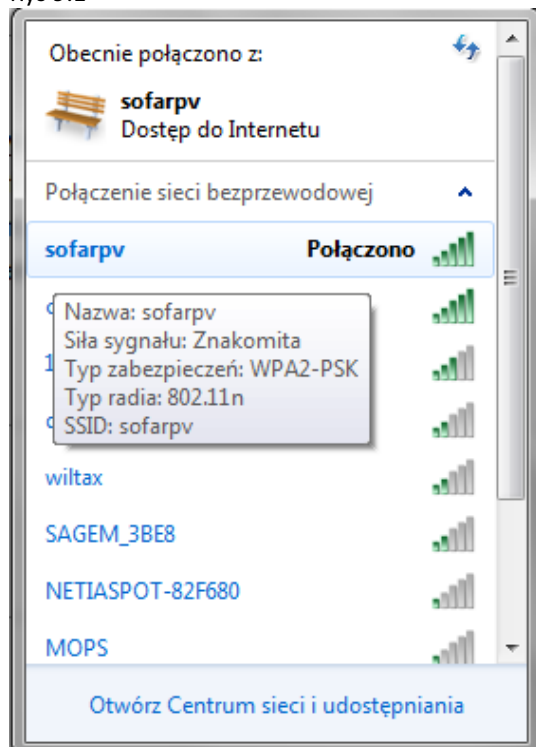 Obecnie połączono z:
sofarpv
Dostęp do Internetu
Połączenie sieci bezprzewodowej
sofarpv Połączono
Nazwa: sofarpv
Siła sygnału: Znakomita
Typ zabezpieczeń: WPA2-PSK
Typ radia: 802.11n
SSID: sofarpv
wiltax
SAGEM_3BE8
NETIASPOT-82F680
MOPS
Otwórz Centrum sieci i udostępniania